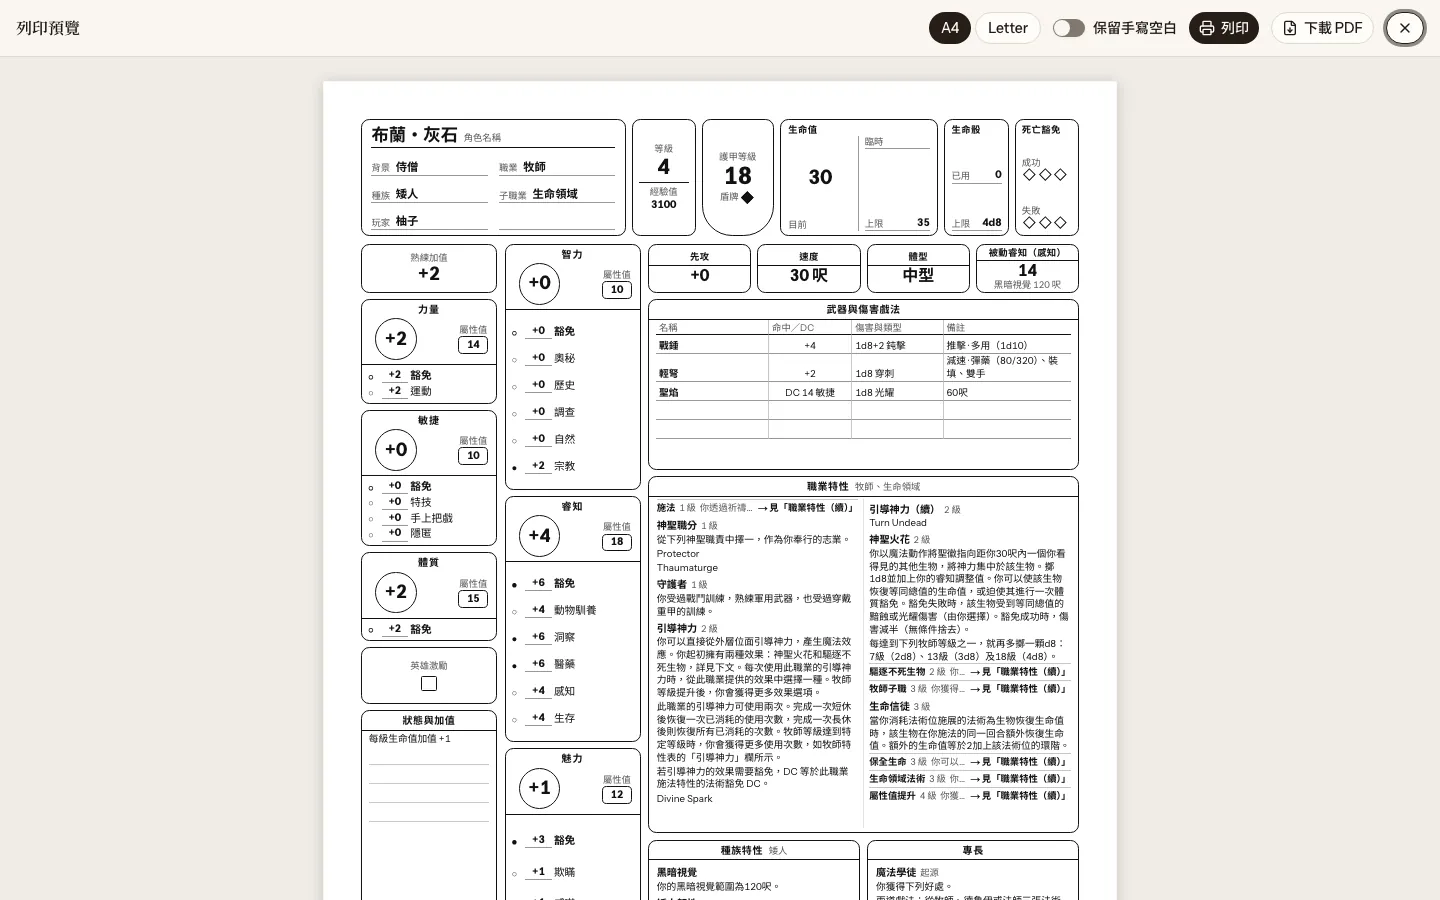 列印預覽
A4
Letter
保留手寫空白
列印
下載 PDF
布蘭・灰石 角色名稱
背景 侍僧
職業 牧師
種族 矮人
子職業 生命領域
玩家 柚子
等級
4
經驗值
3100
護甲等級
18
盾牌
生命值
30
目前
臨時
上限 35
生命骰
已用 0
上限 4d8
死亡豁免
成功
失敗
熟練加值
+2
力量
+2
屬性值
14
+2 豁免
+2 運動
敏捷
+0
屬性值
10
+0 豁免
+0 特技
+0 手上把戲
+0 隱匿
體質
+2
屬性值
15
+2 豁免
英雄激勵
狀態與加值
每級生命值加值 +1
智力
+0
屬性值
10
+0 豁免
+0 奧秘
+0 歷史
+0 調查
+0 自然
+2 宗教
睿知
+4
屬性值
18
+6 豁免
+4 動物馴養
+6 洞察
+6 醫藥
+4 感知
+4 生存
魅力
+1
屬性值
12
+3 豁免
+1 欺瞞
先攻
+0
速度
30 呎
體型
中型
被動睿知（感知）
14
黑暗視覺 120 呎
武器與傷害戲法
名稱 命中／DC 傷害與類型 備註
戰錘 +4 1d8+2 鈍擊 推擊·多用（1d10）
輕弩 +2 1d8 穿刺 減速·彈藥（80/320）、裝
填、雙手
聖焰 DC 14 敏捷 1d8 光耀 60呎
職業特性 牧師、生命領域
施法 1 級 你透過祈禱... →見「職業特性（續）」
神聖職分 1 級
從下列神聖職責中擇一，作為你奉行的志業。
Protector
Thaumaturge
守護者 1 級
你受過戰鬥訓練，熟練軍用武器，也受過穿戴
重甲的訓練。
引導神力 2 級
你可以直接從外層位面引導神力，產生魔法效
應。你起初擁有兩種效果：神聖火花和驅逐不
死生物，詳見下文。每次使用此職業的引導神
力時，從此職業提供的效果中選擇一種。牧師
等級提升後，你會獲得更多效果選項。
此職業的引導神力可使用兩次。完成一次短休
後恢復一次已消耗的使用次數，完成一次長休
後則恢復所有已消耗的次數。牧師等級達到特
定等級時，你會獲得更多使用次數，如牧師特
性表的「引導神力」欄所示。
若引導神力的效果需要豁免，DC 等於此職業
施法特性的法術豁免 DC。
Divine Spark
引導神力（續） 2 級
Turn Undead
神聖火花 2 級
你以魔法動作將聖徽指向距你30呎內一個你看
得見的其他生物，將神力集中於該生物。擲
1d8並加上你的睿知調整值。你可以使該生物
恢復等同總值的生命值，或迫使其進行一次體
質豁免。豁免失敗時，該生物受到等同總值的
黯蝕或光耀傷害（由你選擇）。豁免成功時，傷
害減半（無條件捨去）。
每達到下列牧師等級之一，就再多擲一顆d8：
7級（2d8）、13級（3d8）及18級（4d8）。
驅逐不死生物 2 級 你... →見「職業特性（續）」
牧師子職 3 級 你獲得... →見「職業特性（續）」
生命信徒 3 級
當你消耗法術位施展的法術為生物恢復生命值
時，該生物在你施法的同一回合額外恢復生命
值。額外的生命值等於2加上該法術位的環階。
保全生命 3 級 你可以... →見「職業特性（續）」
生命領域法術 3 級 你... →見「職業特性（續）」
屬性值提升 4 級 你獲... →見「職業特性（續）」
種族特性 矮人
黑暗視覺
你的黑暗視覺範圍為120呎。
專長
魔法學徒 起源
你獲得下列好處。